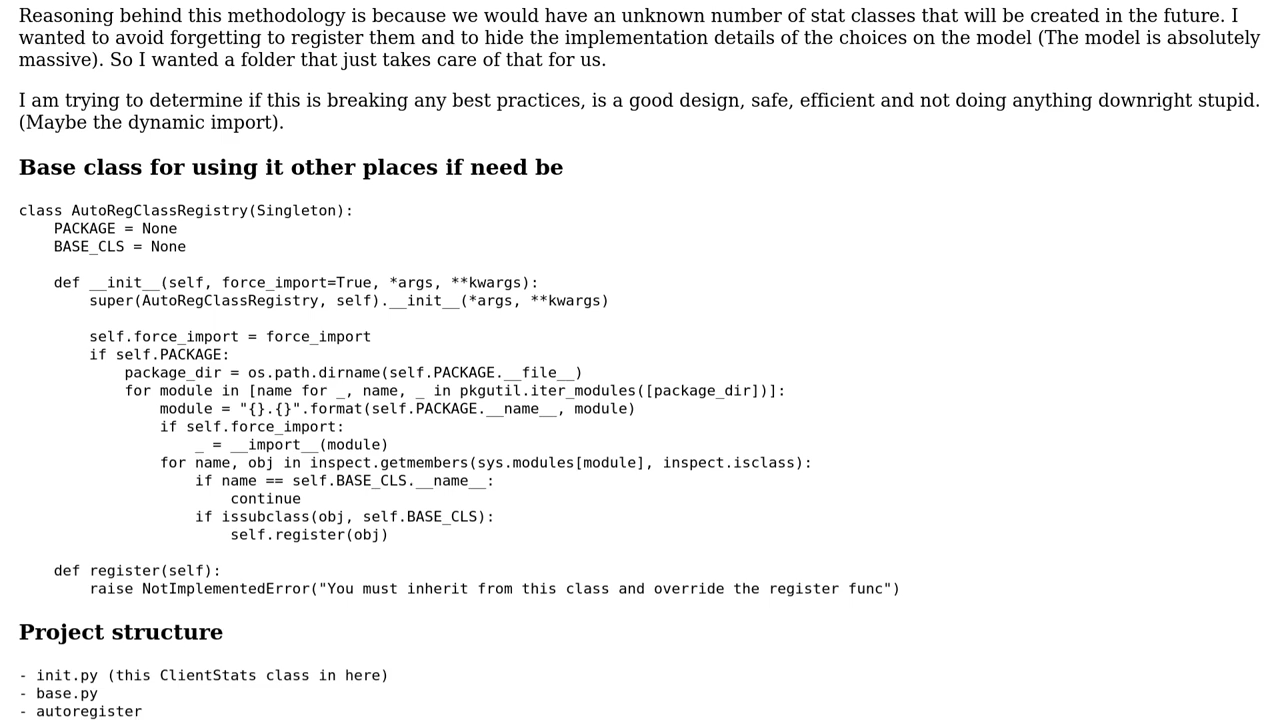 Reasoning behind this methodology is because we would have an unknown number of stat classes that will be created in the future. I
wanted to avoid forgetting to register them and to hide the implementation details of the choices on the model (The model is absolutely
massive). So I wanted a folder that just takes care of that for us.
I am trying to determine if this is breaking any best practices, is a good design, safe, efficient and not doing anything downright stupid.
(Maybe the dynamic import).
Base class for using it other places if need be
class AutoRegClassRegistry(Singleton):
    PACKAGE = None
    BASE_CLS = None

    def __init__(self, force_import=True, *args, **kwargs):
        super(AutoRegClassRegistry, self).__init__(*args, **kwargs)

        self.force_import = force_import
        if self.PACKAGE:
            package_dir = os.path.dirname(self.PACKAGE.__file__)
            for module in [name for _, name, _ in pkgutil.iter_modules([package_dir])]:
                module = "{}.{}".format(self.PACKAGE.__name__, module)
                if self.force_import:
                    _ = __import__(module)
                for name, obj in inspect.getmembers(sys.modules[module], inspect.isclass):
                    if name == self.BASE_CLS.__name__:
                        continue
                    if issubclass(obj, self.BASE_CLS):
                        self.register(obj)

    def register(self):
        raise NotImplementedError("You must inherit from this class and override the register func")
Project structure
- init.py (this ClientStats class in here)
- base.py
- autoregister